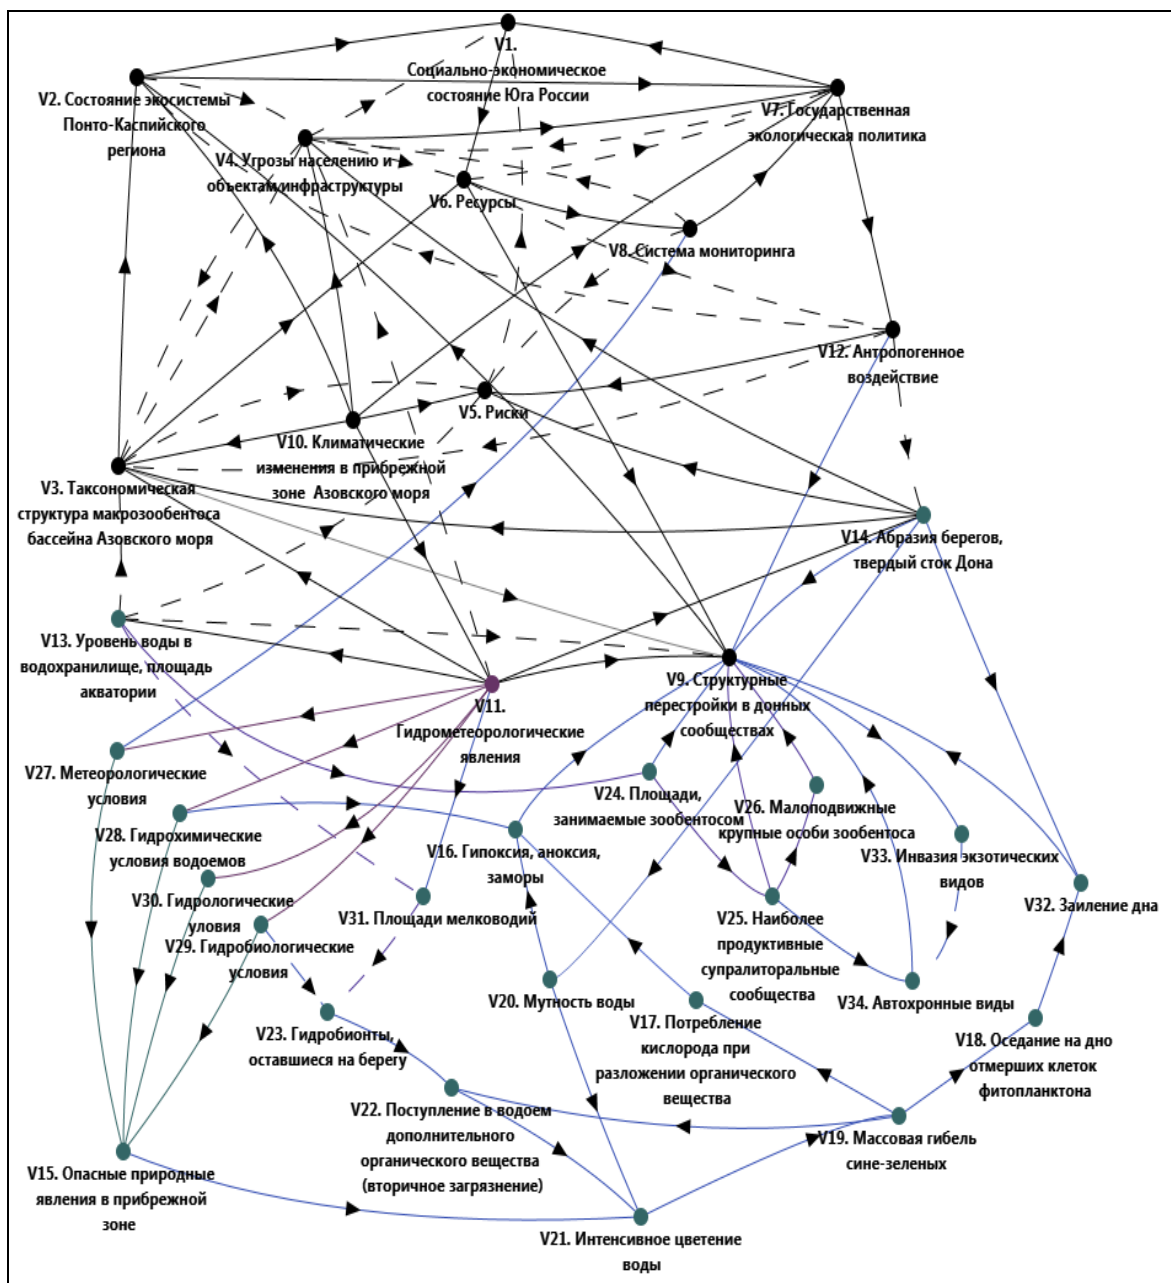 V1.
Социально-экономическое
состояние Юга России
V2. Состояние экосистемы
Понто-Каспийского
региона
V7. Государственная
экологическая политика
V4. Угрозы населению и
объектам инфраструктуры
V6. Ресурсы
V8. Система мониторинга
V12. Антропогенное
воздействие
V5. Риски
V10. Климатические
изменения в прибрежной
зоне Азовского моря
V3. Таксономическая
структура макрозообентоса
бассейна Азовского моря
V14. Абразия берегов,
твердый сток Дона
V13. Уровень воды в
водохранилище, площадь
акватории
V9. Структурные
перестройки в донных
сообществах
V11.
Гидрометеорологические
явления
V27. Метеорологические
условия
V24. Площади,
занимаемые зообентосом
V26. Малоподвижные
крупные особи зообентоса
V28. Гидрохимические
условия водоемов
V16. Гипоксия, аноксия,
заморы
V33. Инвазия экзотических
видов
V30. Гидрологические
уловия
V31. Площади мелководий
V25. Наиболее
продуктивные
супралиторальные
сообщества
V32. Заиление дна
V29. Гидробиологические
условия
V20. Мутность воды
V34. Автохронные виды
V23. Гидробионты,
оставшиеся на берегу
V17. Потребление
кислорода при
разложении органического
вещества
V18. Оседание на дно
отмерших клеток
фитопланктона
V22. Поступление в водоем
дополнительного
органического вещества
(вторичное загрязнение)
V19. Массовая гибель
сине-зеленых
V15. Опасные природные
явления в прибрежной
зоне
V21. Интенсивное цветение
воды